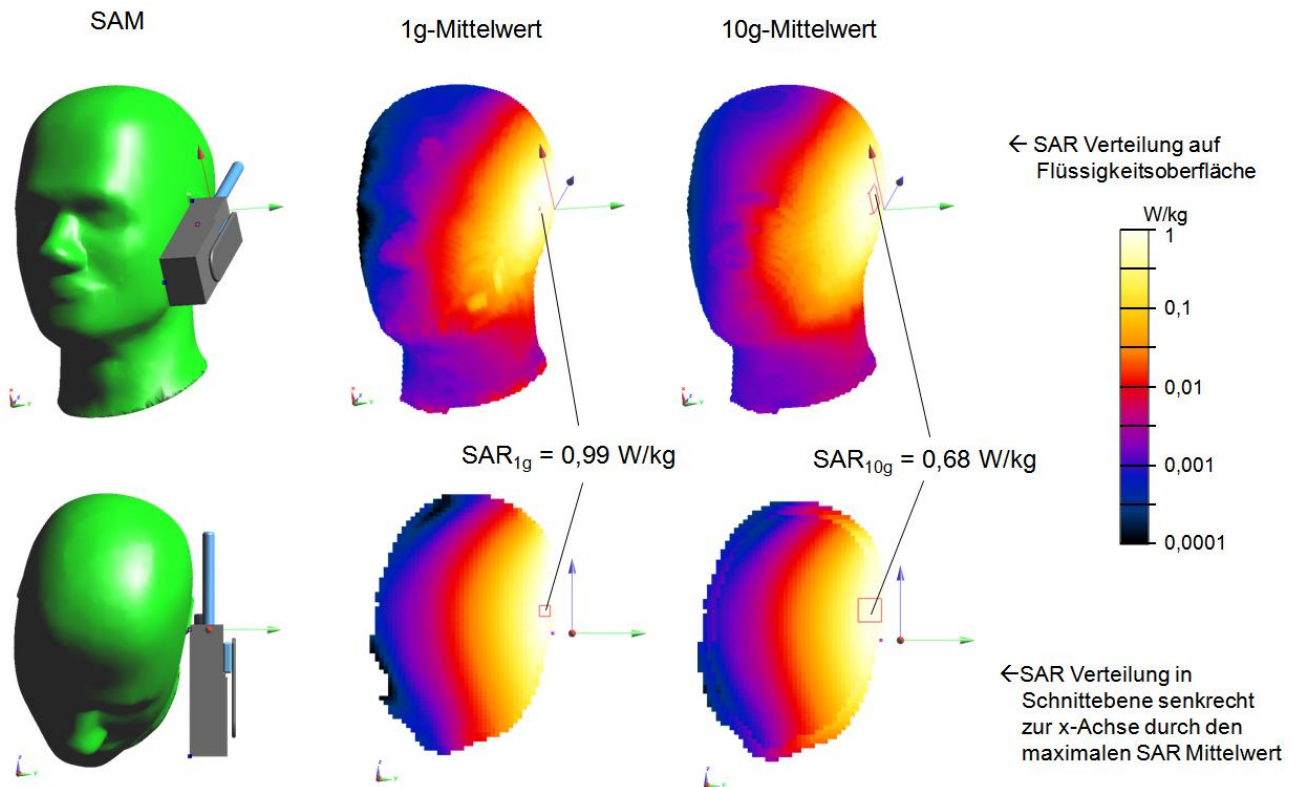 SAM
1g-Mittelwert
10g-Mittelwert
← SAR Verteilung auf
Flüssigkeitsoberfläche
W/kg
1
0,1
0,01
0,001
0,0001
SAR1g = 0,99 W/kg
SAR10g = 0,68 W/kg
←SAR Verteilung in
Schnittebene senkrecht
zur x-Achse durch den
maximalen SAR Mittelwert